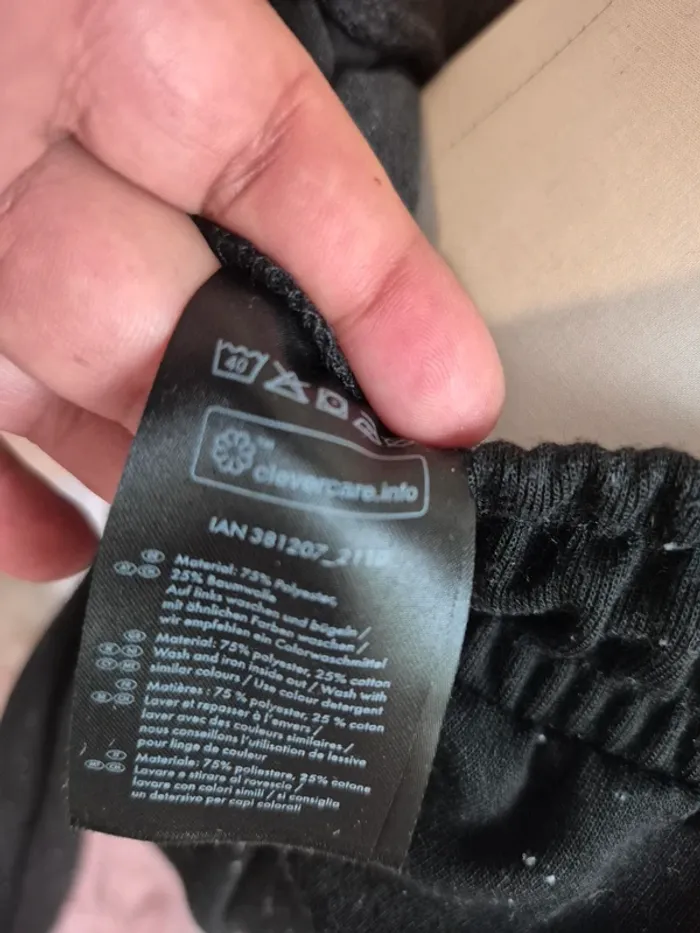 40
clevercare.info
IAN 381207_211
Material: 75% Polyester,
25% Baumwolle
Auf links waschen und bügeln /
mit ähnlichen Farben waschen /
wir empfehlen ein Colorwaschmittel
Material: 75% polyester, 25% cotton
Wash and iron inside out / Wash with
similar colours / Use colour detergent
Matières : 75 % polyester, 25 % coton
Laver et repasser à l'envers /
laver avec des couleurs similaires /
nous conseillons l'utilisation de lessive
pour linge de couleur
Materiale: 75% poliestere, 25% cotone
Lavare e stirare al rovescio /
lavare con colori simili / si consiglia
un detersivo per capi colorati